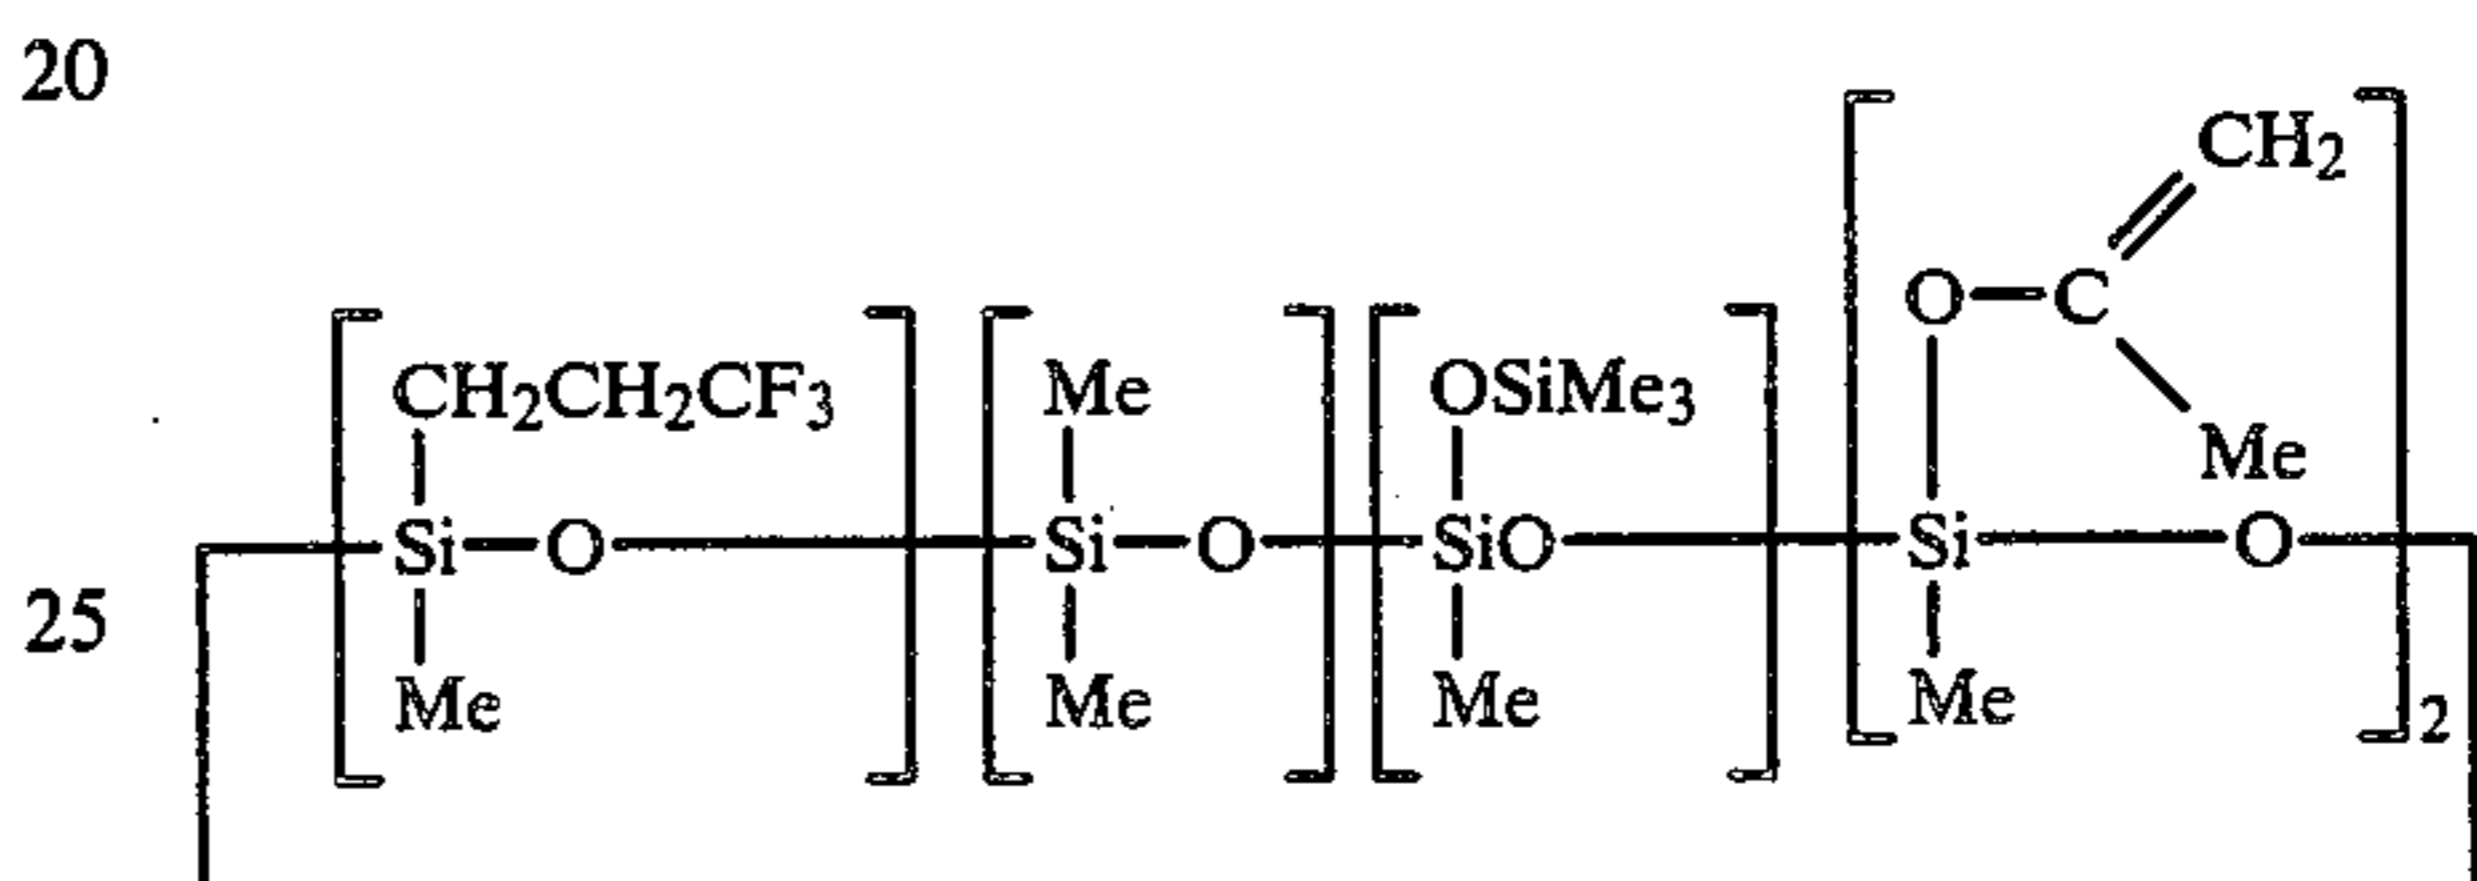 20
CH2
O—C
CH2CH2CF3 Me OSiMe3 Me
Si—O Si—O SiO Si—O
25
Me Me Me Me 2